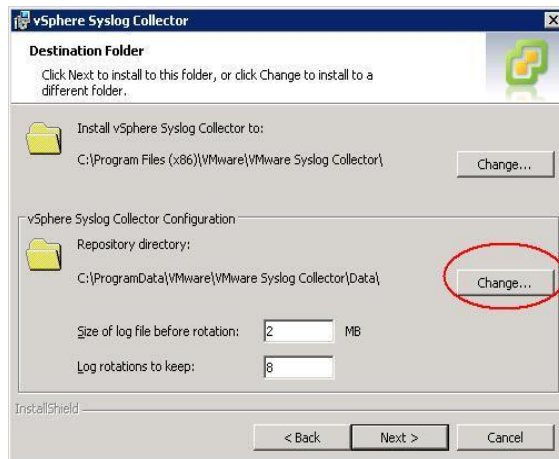 vSphere Syslog Collector
Destination Folder
Click Next to install to this folder, or click Change to install to a
different folder.
Install vSphere Syslog Collector to:
C:\Program Files (x86)\VMware\VMware Syslog Collector\
Change...
vSphere Syslog Collector Configuration
Repository directory:
C:\ProgramData\VMware\VMware Syslog Collector\Data\
Change...
Size of log file before rotation: 2 MB
Log rotations to keep: 8
InstallShield
< Back Next > Cancel